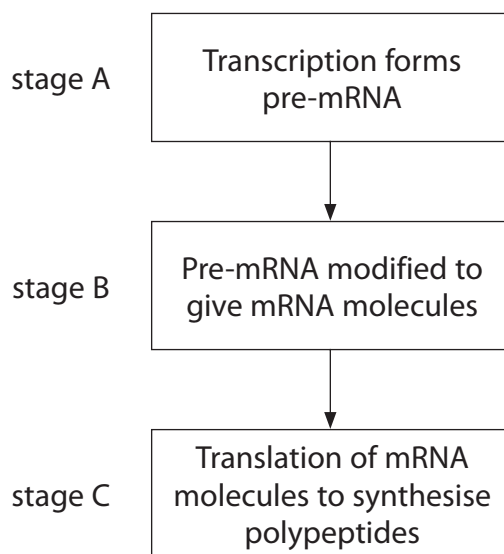 stage A
Transcription forms
pre-mRNA
stage B
Pre-mRNA modified to
give mRNA molecules
stage C
Translation of mRNA
molecules to synthesise
polypeptides